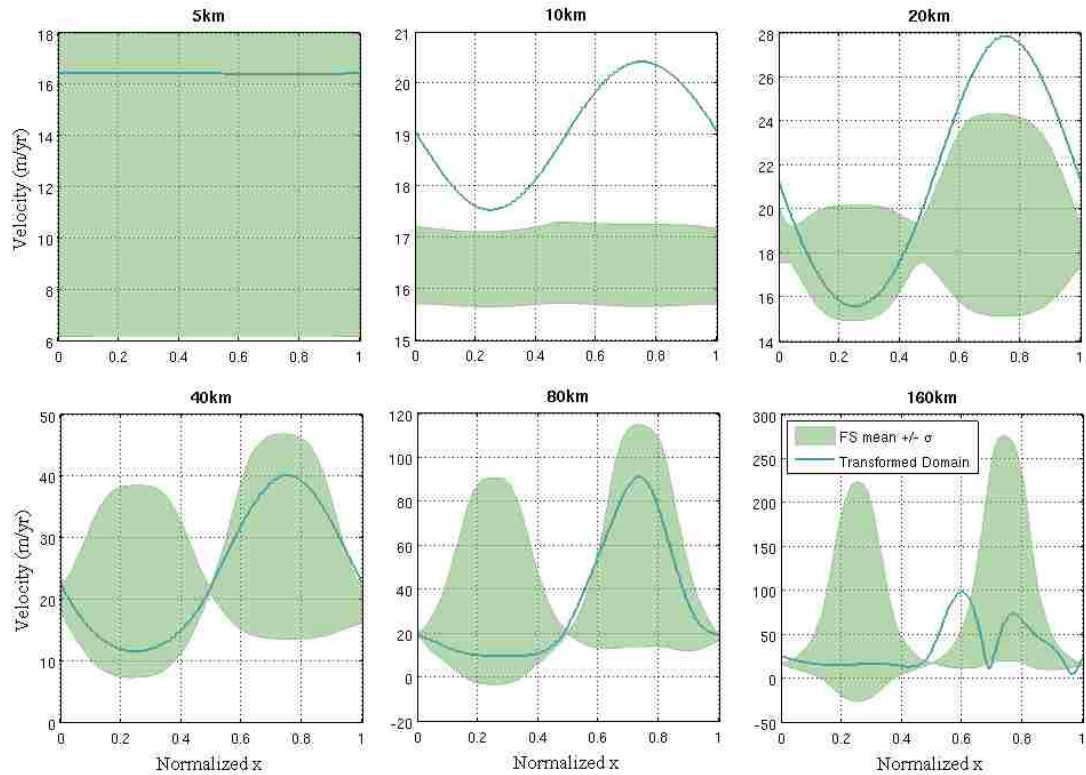 5km
10km
20km
Velocity (m/yr)
18
16
14
12
10
8
6
0 0.2 0.4 0.6 0.8 1
21
20
19
18
17
16
15
0 0.2 0.4 0.6 0.8 1
28
26
24
22
20
18
16
14
0 0.2 0.4 0.6 0.8 1
40km
80km
160km
Velocity (m/yr)
50
40
30
20
10
0
0 0.2 0.4 0.6 0.8 1
Normalized x
120
100
80
60
40
20
0
-20
0 0.2 0.4 0.6 0.8 1
Normalized x
300
250
200
150
100
50
0
-50
FS mean +/- σ
Transformed Domain
0 0.2 0.4 0.6 0.8 1
Normalized x